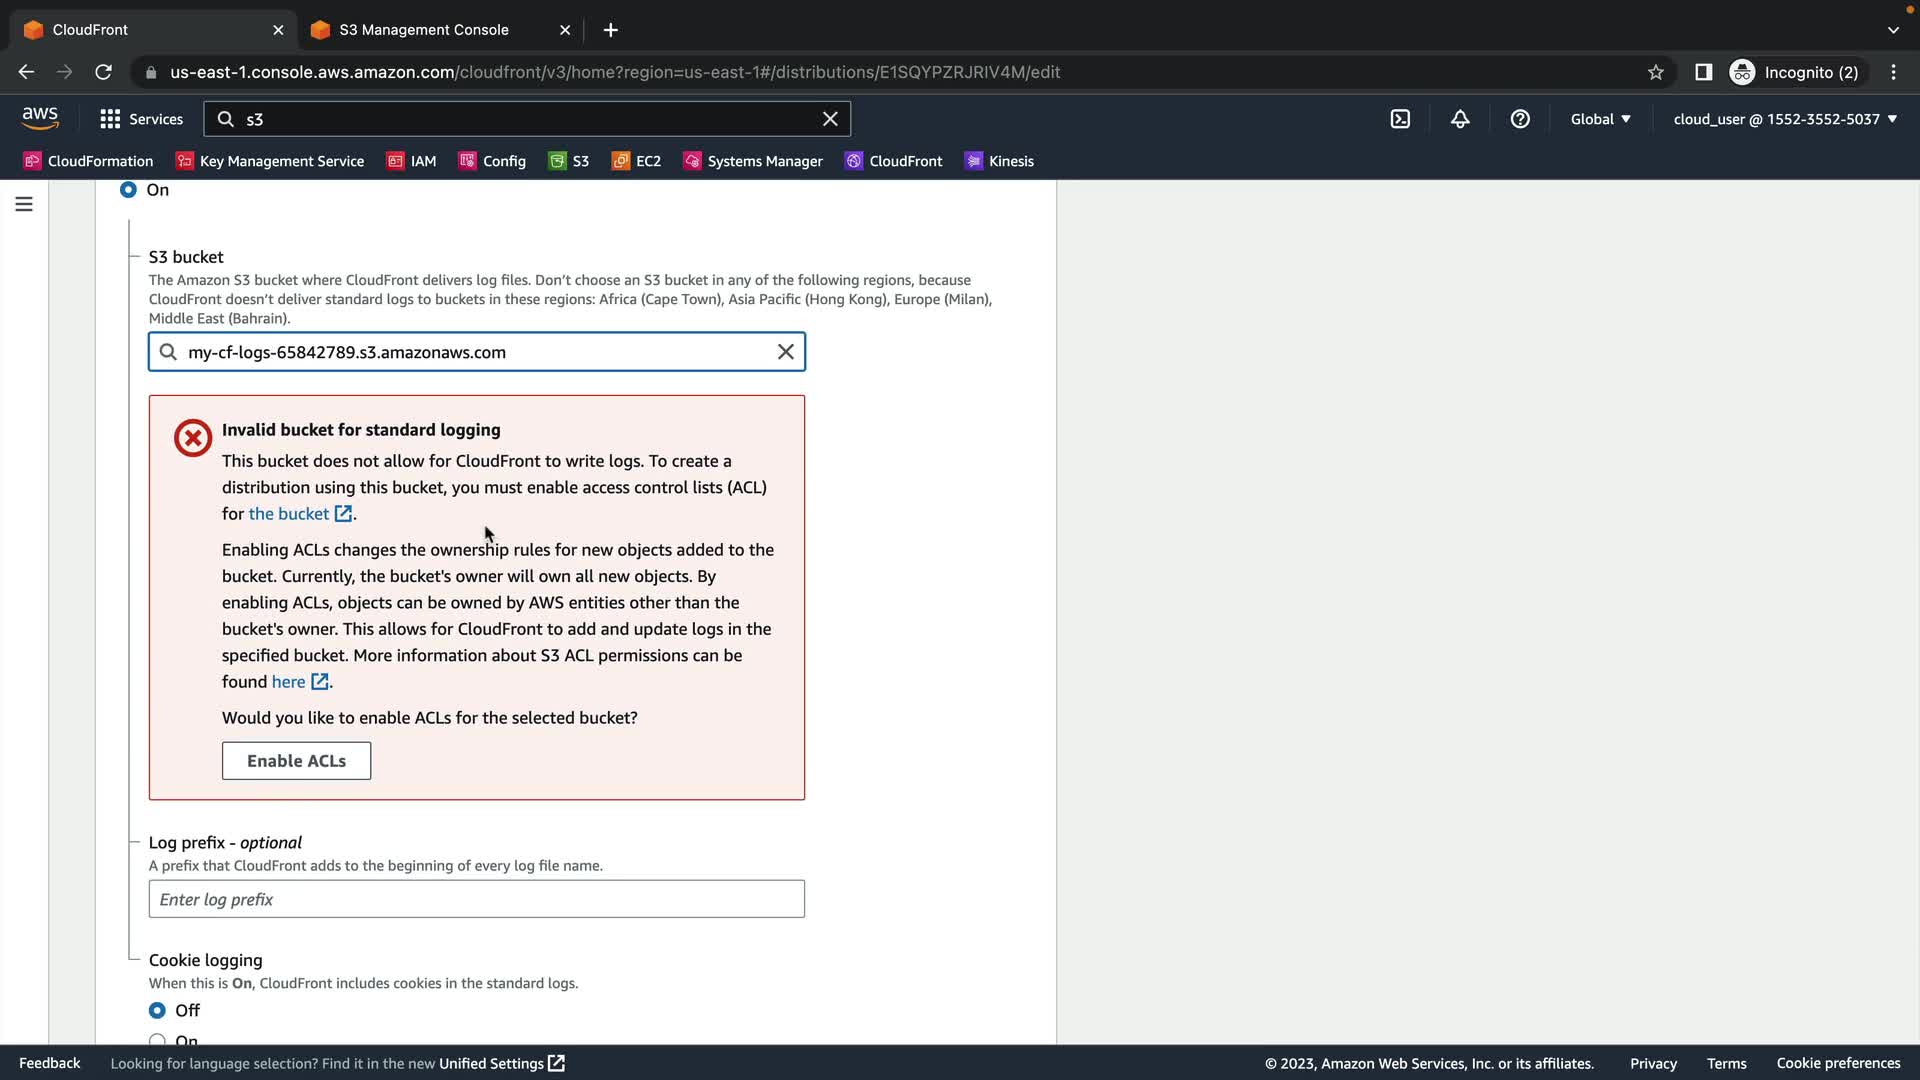 CloudFront
S3 Management Console
us-east-1.console.aws.amazon.com/cloudfront/v3/home?region=us-east-1#/distributions/E1SQYPZRJRIV4M/edit
Incognito (2)
aws
Services
s3
Global
cloud_user @ 1552-3552-5037
CloudFormation
Key Management Service
IAM
Config
S3
EC2
Systems Manager
CloudFront
Kinesis
On
S3 bucket
The Amazon S3 bucket where CloudFront delivers log files. Don’t choose an S3 bucket in any of the following regions, because
CloudFront doesn’t deliver standard logs to buckets in these regions: Africa (Cape Town), Asia Pacific (Hong Kong), Europe (Milan),
Middle East (Bahrain).
my-cf-logs-65842789.s3.amazonaws.com
Invalid bucket for standard logging
This bucket does not allow for CloudFront to write logs. To create a
distribution using this bucket, you must enable access control lists (ACL)
for the bucket.
Enabling ACLs changes the ownership rules for new objects added to the
bucket. Currently, the bucket's owner will own all new objects. By
enabling ACLs, objects can be owned by AWS entities other than the
bucket's owner. This allows for CloudFront to add and update logs in the
specified bucket. More information about S3 ACL permissions can be
found here.
Would you like to enable ACLs for the selected bucket?
Enable ACLs
Log prefix - optional
A prefix that CloudFront adds to the beginning of every log file name.
Enter log prefix
Cookie logging
When this is On, CloudFront includes cookies in the standard logs.
Off
On
Feedback
Looking for language selection? Find it in the new Unified Settings
© 2023, Amazon Web Services, Inc. or its affiliates.
Privacy
Terms
Cookie preferences